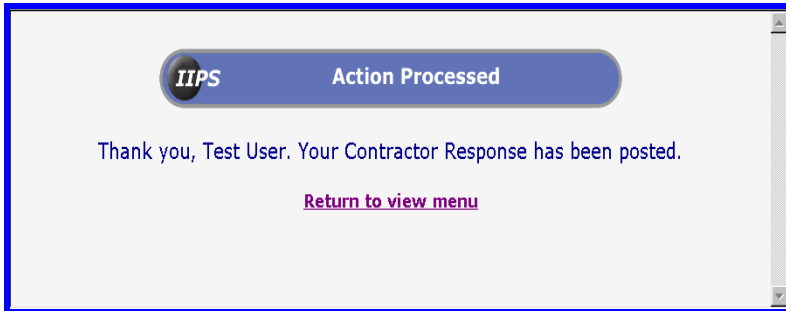 IIPS Action Processed
Thank you, Test User. Your Contractor Response has been posted.
Return to view menu